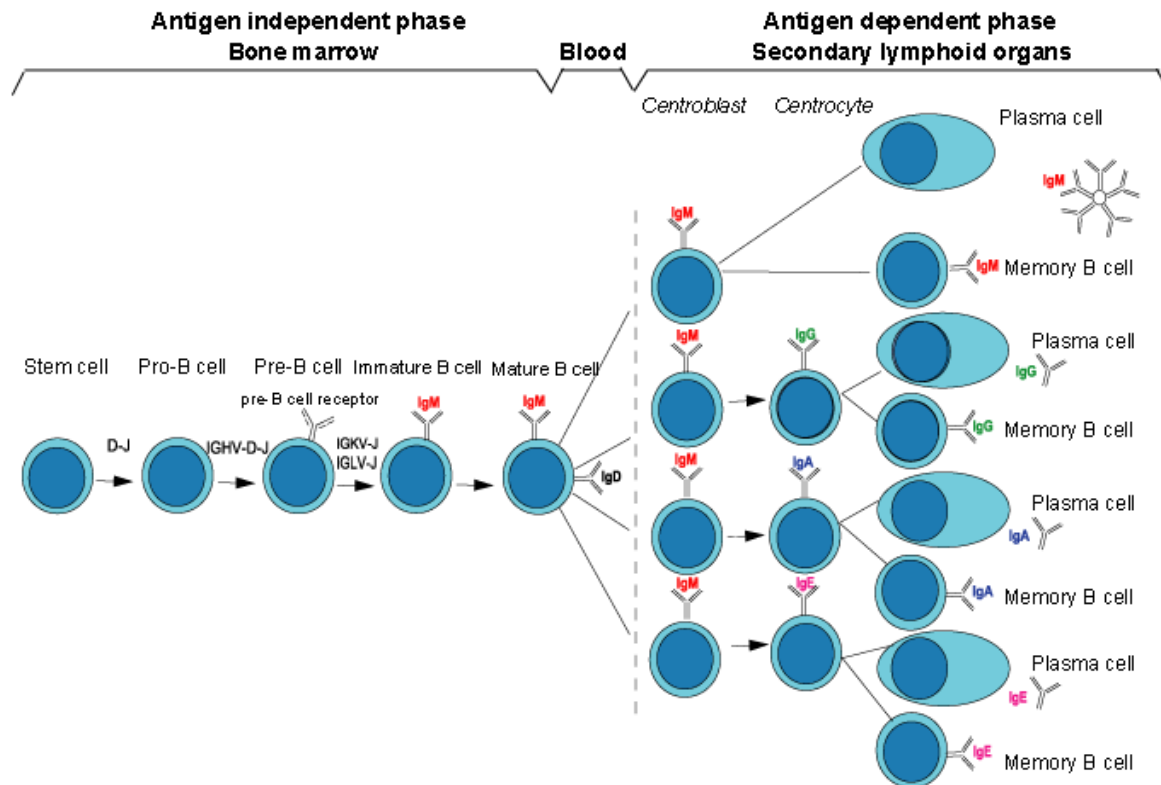 Antigen independent phase
Bone marrow
Blood
Antigen dependent phase
Secondary lymphoid organs
Centroblast
Centrocyte
Plasma cell
IgM
IgM
IgM
Memory B cell
Stem cell
Pro-B cell
Pre-B cell
pre-B cell receptor
Immature B cell
Mature B cell
D-J
IGHV-D-J
IGKV-J
IGLV-J
IgM
IgM
IgD
IgM
IgG
Plasma cell
IgG
IgG
Memory B cell
IgM
IgA
Plasma cell
IgA
IgA
Memory B cell
IgM
IgE
Plasma cell
IgE
IgE
Memory B cell